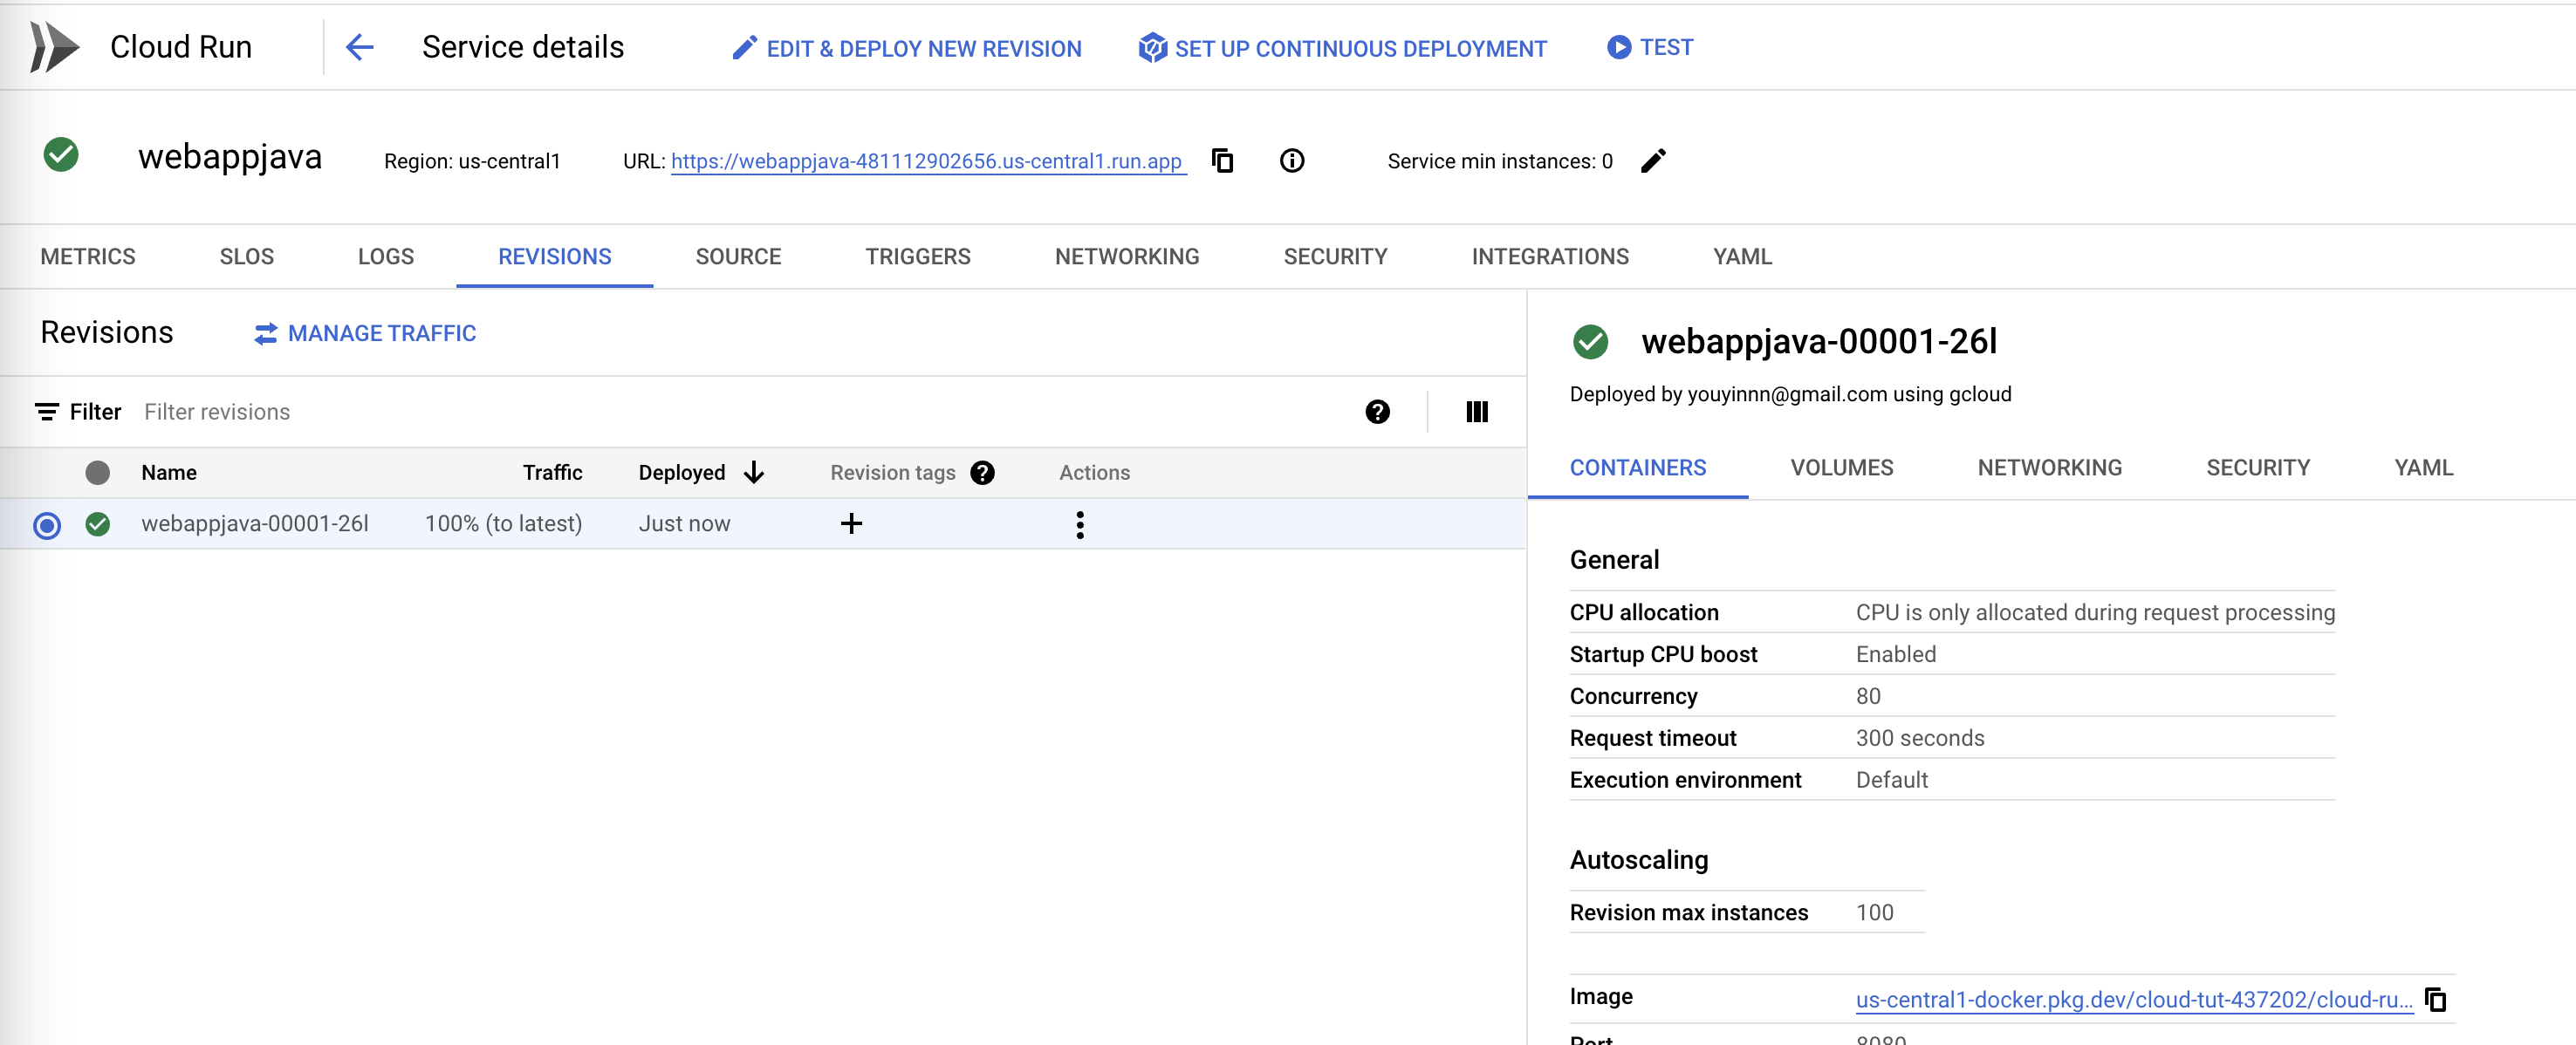 Cloud Run Service details EDIT & DEPLOY NEW REVISION SET UP CONTINUOUS DEPLOYMENT TEST
webappjava Region: us-central1 URL: https://webappjava-481112902656.us-central1.run.app Service min instances: 0
METRICS SLOS LOGS REVISIONS SOURCE TRIGGERS NETWORKING SECURITY INTEGRATIONS YAML
Revisions MANAGE TRAFFIC
Filter Filter revisions
Name Traffic Deployed Revision tags Actions
webappjava-00001-26l 100% (to latest) Just now
webappjava-00001-26l
Deployed by youyinnn@gmail.com using gcloud
CONTAINERS VOLUMES NETWORKING SECURITY YAML
General
CPU allocation CPU is only allocated during request processing
Startup CPU boost Enabled
Concurrency 80
Request timeout 300 seconds
Execution environment Default
Autoscaling
Revision max instances 100
Image us-central1-docker.pkg.dev/cloud-tut-437202/cloud-ru...
Port 8080